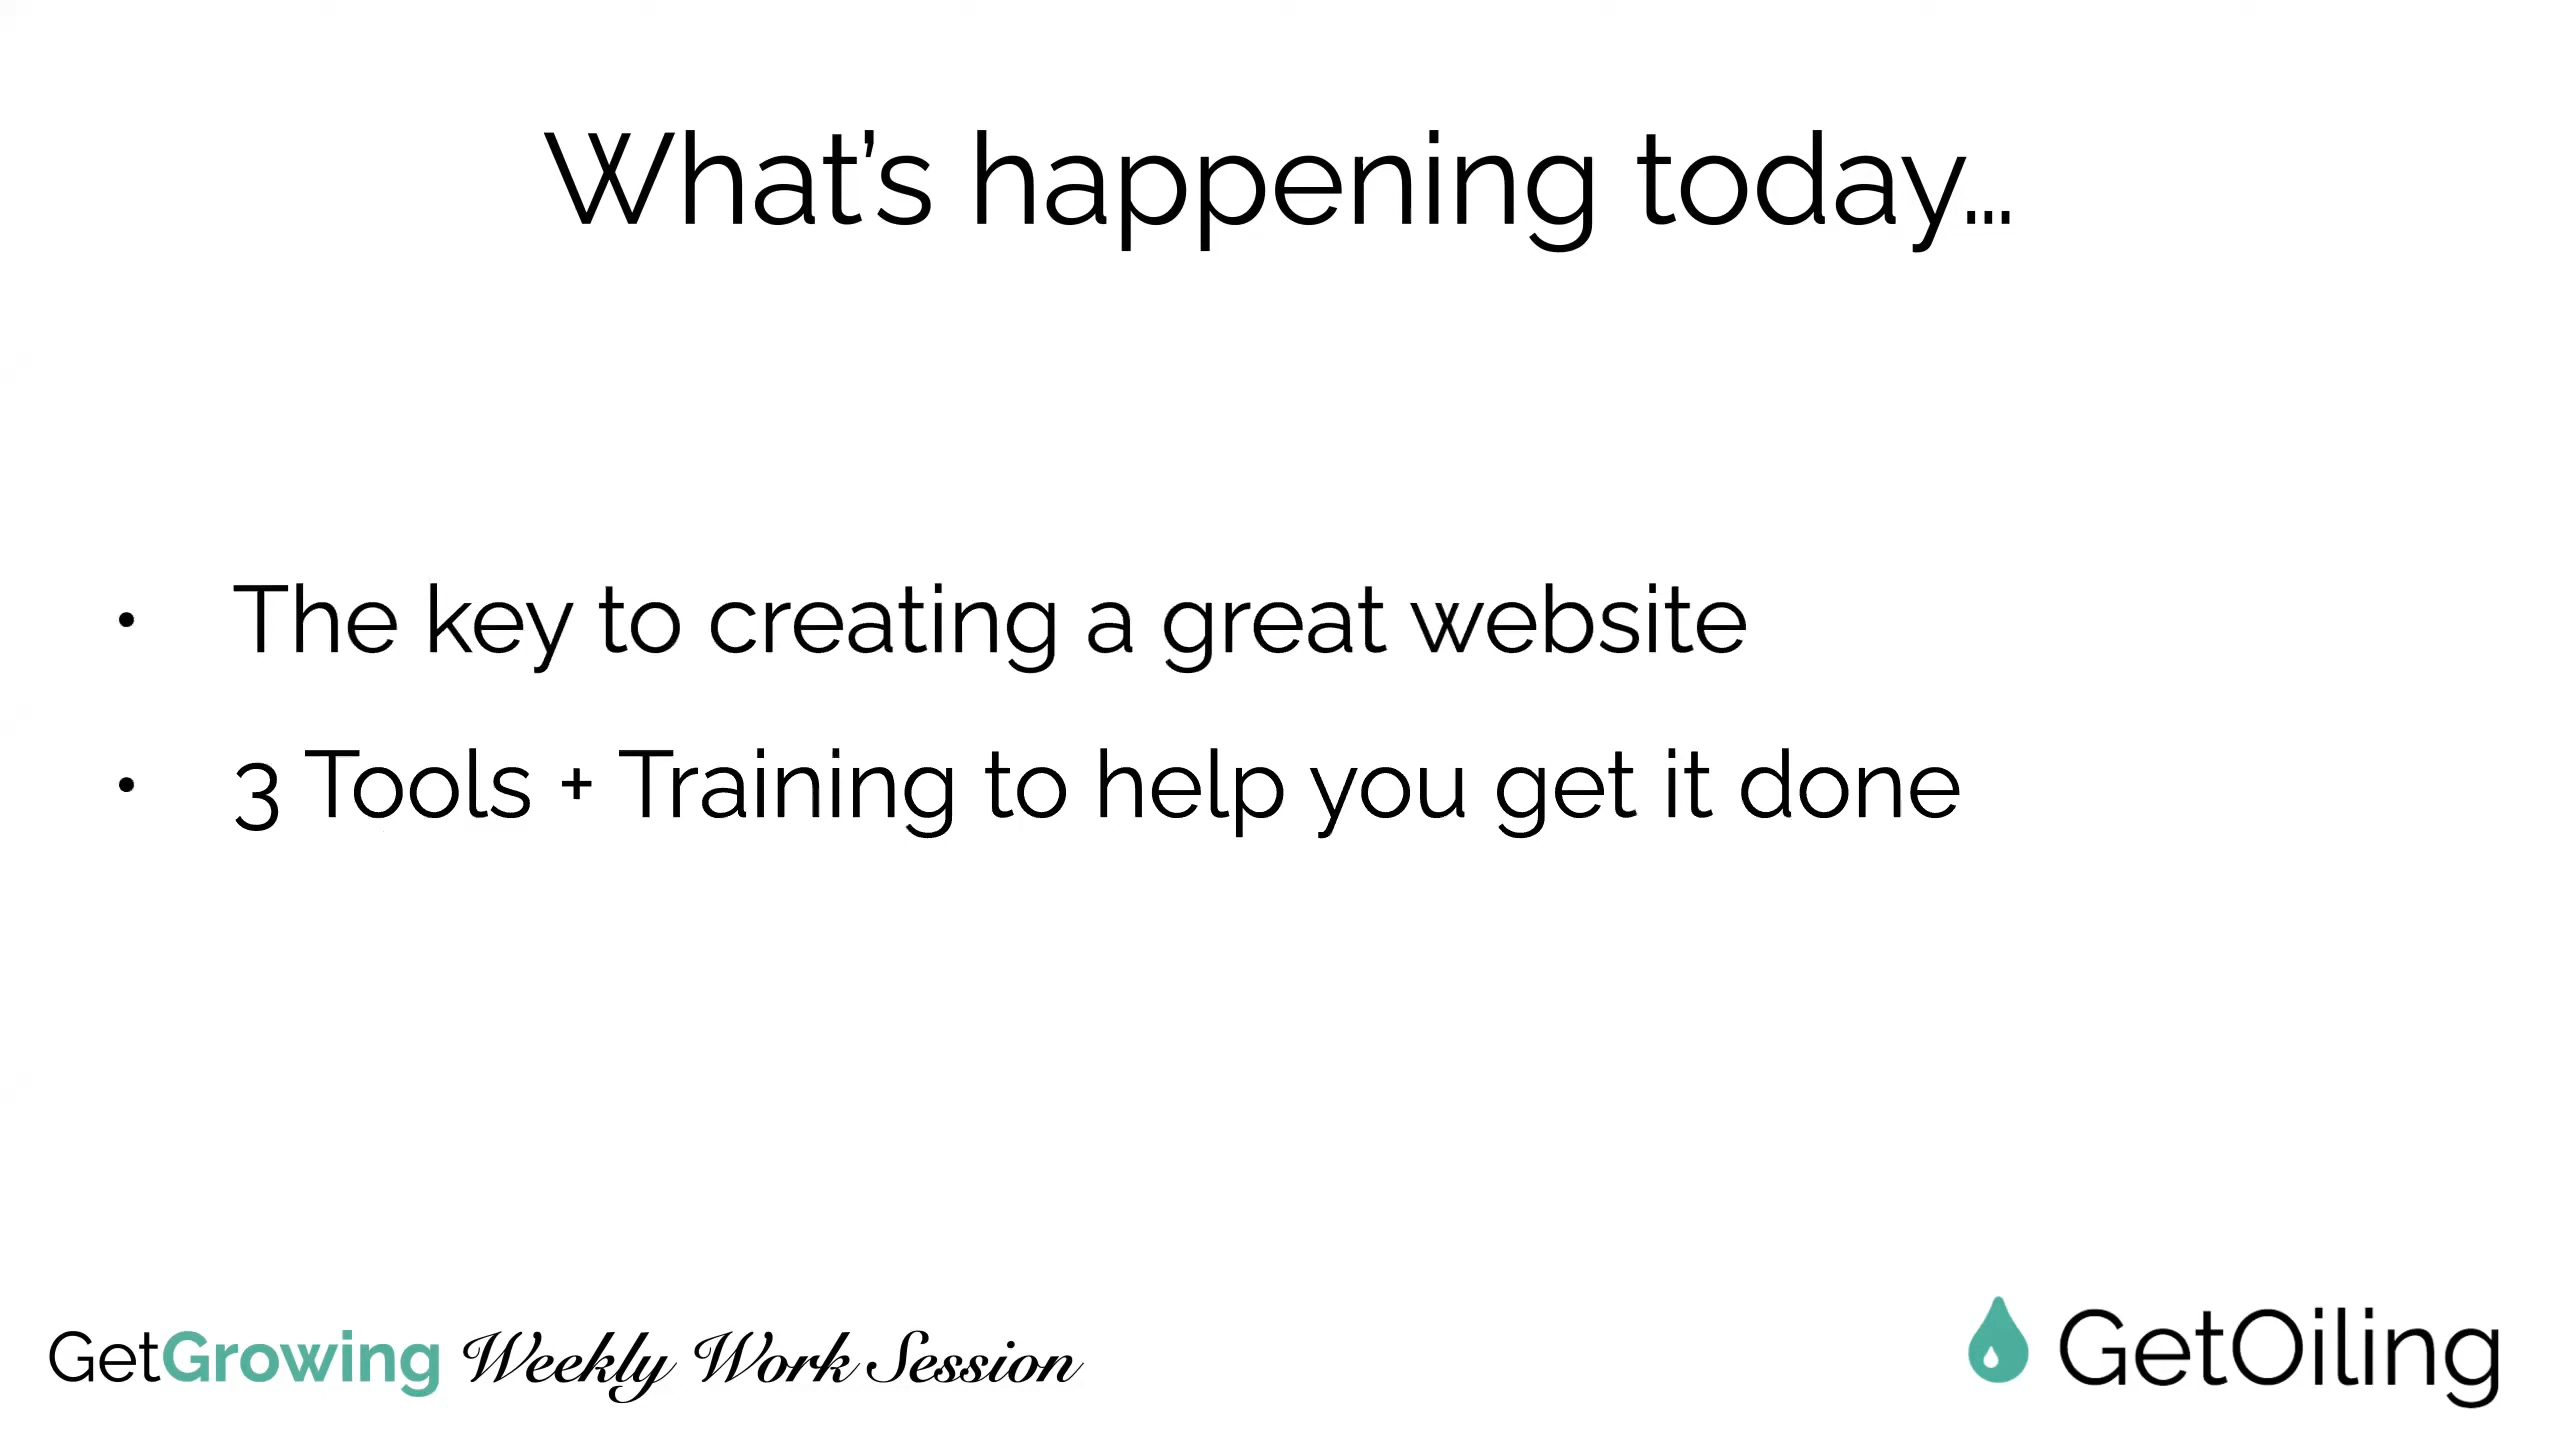 What’s happening today...
• The key to creating a great website
• 3 Tools + Training to help you get it done
GetGrowing Weekly Work Session
GetOiling